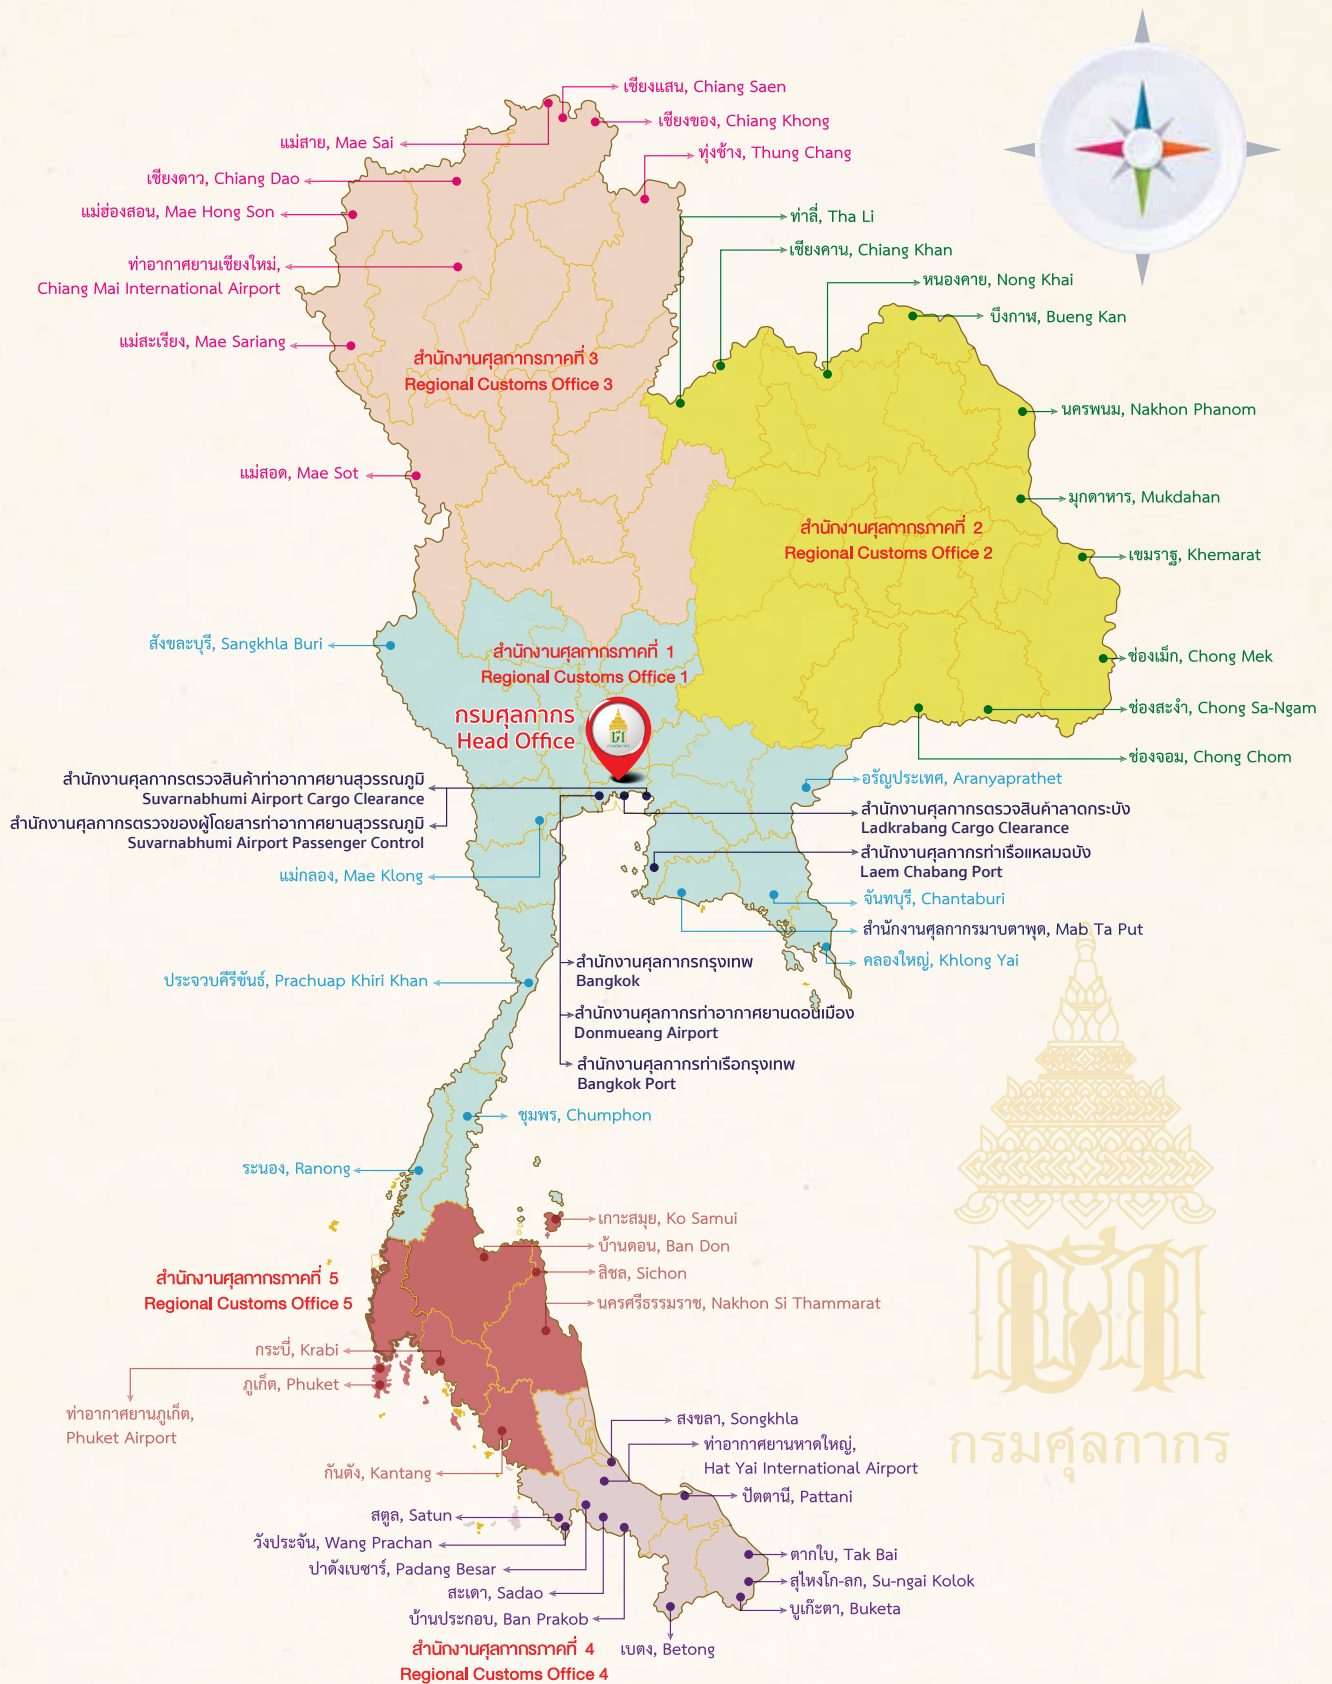 เชียงแสน, Chiang Saen
เชียงของ, Chiang Khong
แม่สาย, Mae Sai
ทุ่งช้าง, Thung Chang
เชียงดาว, Chiang Dao
แม่ฮ่องสอน, Mae Hong Son
ท่าลี่, Tha Li
เชียงคาน, Chiang Khan
ท่าอากาศยานเชียงใหม่,
Chiang Mai International Airport
หนองคาย, Nong Khai
บึงกาฬ, Bueng Kan
แม่สะเรียง, Mae Sariang
สำนักงานศุลกากรภาคที่ 3
Regional Customs Office 3
นครพนม, Nakhon Phanom
แม่สอด, Mae Sot
มุกดาหาร, Mukdahan
สำนักงานศุลกากรภาคที่ 2
Regional Customs Office 2
เขมราฐ, Khemarat
สังขละบุรี, Sangkhla Buri
สำนักงานศุลกากรภาคที่ 1
Regional Customs Office 1
ช่องเม็ก, Chong Mek
ช่องสะงำ, Chong Sa-Ngam
กรมศุลกากร
Head Office
ช่องจอม, Chong Chom
สำนักงานศุลกากรตรวจสินค้าท่าอากาศยานสุวรรณภูมิ
Suvarnabhumi Airport Cargo Clearance
อรัญประเทศ, Aranyaprathet
สำนักงานศุลกากรตรวจของผู้โดยสารท่าอากาศยานสุวรรณภูมิ
Suvarnabhumi Airport Passenger Control
สำนักงานศุลกากรตรวจสินค้าลาดกระบัง
Ladkrabang Cargo Clearance
สำนักงานศุลกากรท่าเรือแหลมฉบัง
Laem Chabang Port
แม่กลอง, Mae Klong
จันทบุรี, Chantaburi
สำนักงานศุลกากรมาบตาพุด, Mab Ta Put
คลองใหญ่, Khlong Yai
สำนักงานศุลกากรกรุงเทพ
Bangkok
ประจวบคีรีขันธ์, Prachuap Khiri Khan
สำนักงานศุลกากรท่าอากาศยานดอนเมือง
Donmueang Airport
สำนักงานศุลกากรท่าเรือกรุงเทพ
Bangkok Port
ชุมพร, Chumphon
ระนอง, Ranong
เกาะสมุย, Ko Samui
บ้านดอน, Ban Don
สิชล, Sichon
สำนักงานศุลกากรภาคที่ 5
Regional Customs Office 5
นครศรีธรรมราช, Nakhon Si Thammarat
กระบี่, Krabi
ภูเก็ต, Phuket
ท่าอากาศยานภูเก็ต,
Phuket Airport
สงขลา, Songkhla
ท่าอากาศยานหาดใหญ่,
Hat Yai International Airport
กรมศุลกากร
กันตัง, Kantang
ปัตตานี, Pattani
สตูล, Satun
วังประจัน, Wang Prachan
ตากใบ, Tak Bai
ปาดังเบซาร์, Padang Besar
สุไหงโก-ลก, Su-ngai Kolok
สะเดา, Sadao
บูเก๊ะตา, Buketa
บ้านประกอบ, Ban Prakob
เบตง, Betong
สำนักงานศุลกากรภาคที่ 4
Regional Customs Office 4